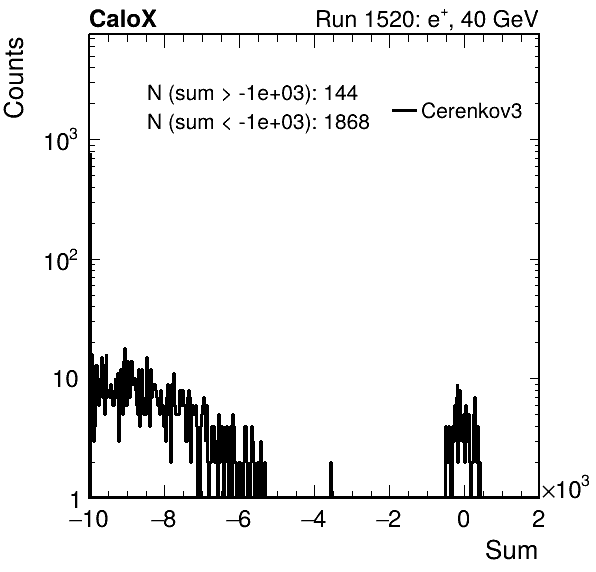 CaloX Run 1520: e⁺, 40 GeV
Counts
N (sum > -1e+03): 144
N (sum < -1e+03): 1868
Cerenkov3
10³
10²
10
1
−10 −8 −6 −4 −2 0 2
×10³
Sum